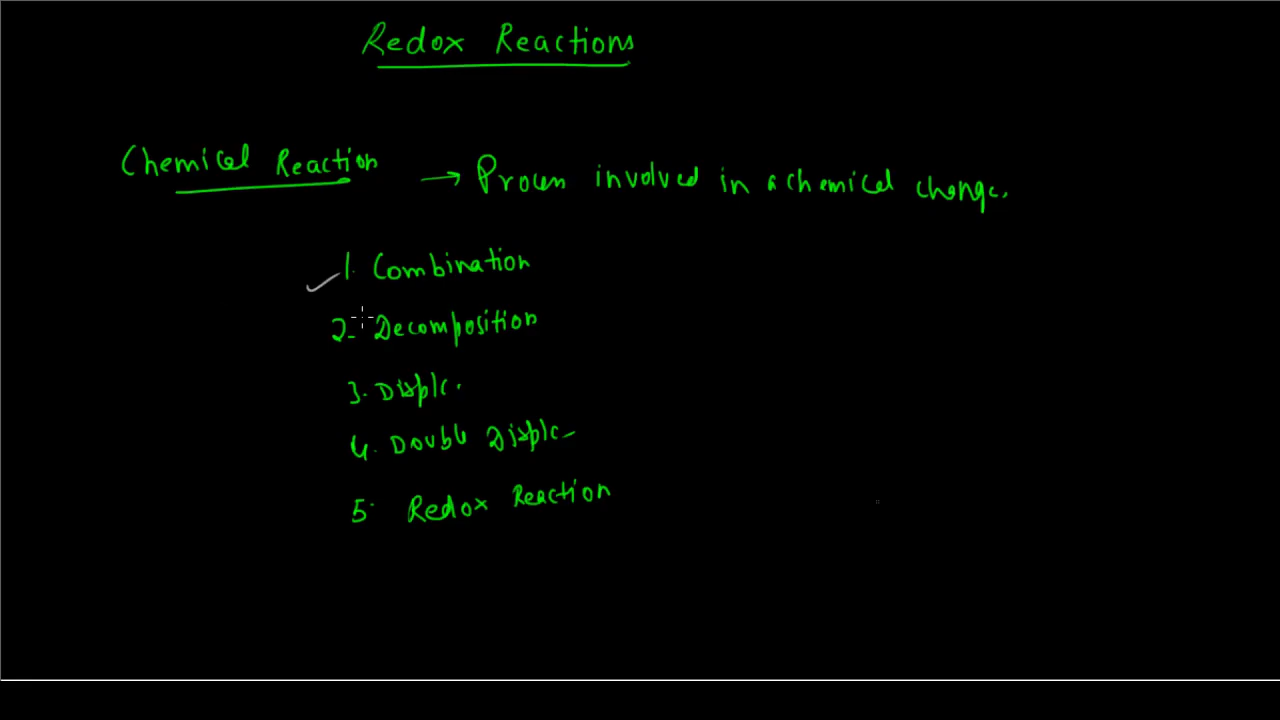 Redox Reactions
Chemical Reaction → Process involved in a chemical change.
1. Combination
2. Decomposition
3. Displc.
4. Double Displc-
5. Redox Reaction